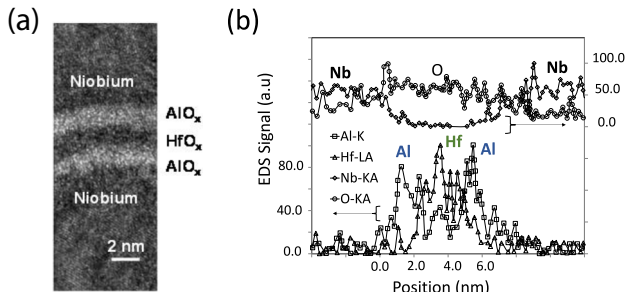 (a)
Niobium
AlOx
HfOx
AlOx
Niobium
2 nm
(b)
EDS Signal (a.u)
Nb
O
Nb
100.0
50.0
0.0
Al-K
Hf-LA
Nb-KA
O-KA
Al
Hf
Al
80.0
40.0
0.0
0.0 2.0 4.0 6.0
Position (nm)